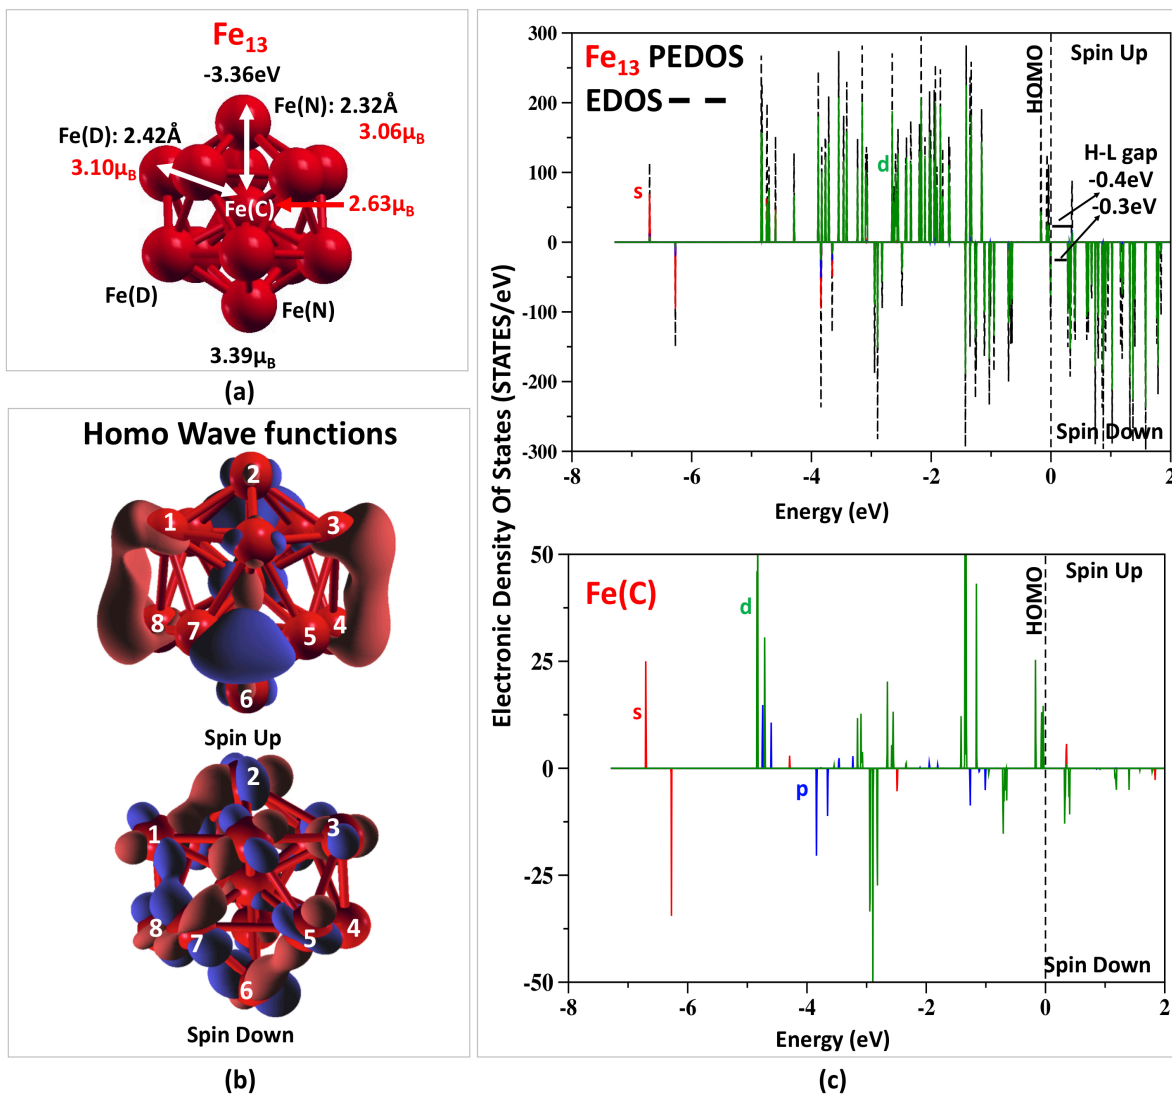 Fe13
-3.36eV
Fe(N): 2.32Å
Fe(D): 2.42Å
3.06μB
3.10μB
Fe(C)
2.63μB
Fe(D)
Fe(N)
3.39μB
(a)
Homo Wave functions
2
1
3
8
7
5
4
6
Spin Up
2
1
3
8
7
5
4
6
Spin Down
(b)
Electronic Density Of States (STATES/eV)
300
200
100
0
-100
-200
-300
Fe13 PEDOS
EDOS
HOMO
Spin Up
s
d
H-L gap
-0.4eV
-0.3eV
Spin Down
-8
-6
-4
-2
0
2
Energy (eV)
50
25
0
-25
-50
Fe(C)
HOMO
Spin Up
d
s
p
Spin Down
-8
-6
-4
-2
0
2
Energy (eV)
(c)